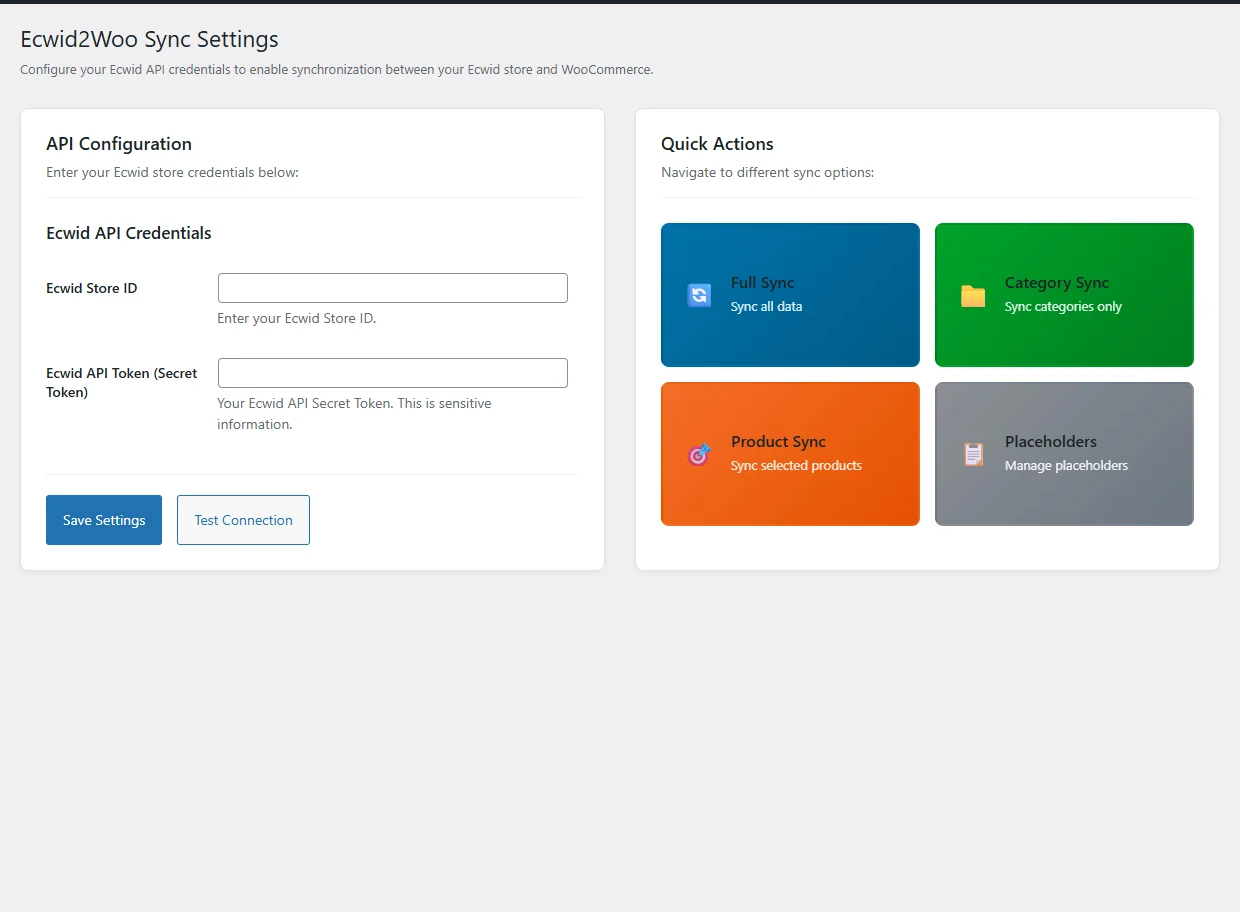 Ecwid2Woo Sync Settings
Configure your Ecwid API credentials to enable synchronization between your Ecwid store and WooCommerce.
API Configuration
Enter your Ecwid store credentials below:
Ecwid API Credentials
Ecwid Store ID
Enter your Ecwid Store ID.
Ecwid API Token (Secret
Token)
Your Ecwid API Secret Token. This is sensitive
information.
Save Settings
Test Connection
Quick Actions
Navigate to different sync options:
Full Sync
Sync all data
Category Sync
Sync categories only
Product Sync
Sync selected products
Placeholders
Manage placeholders